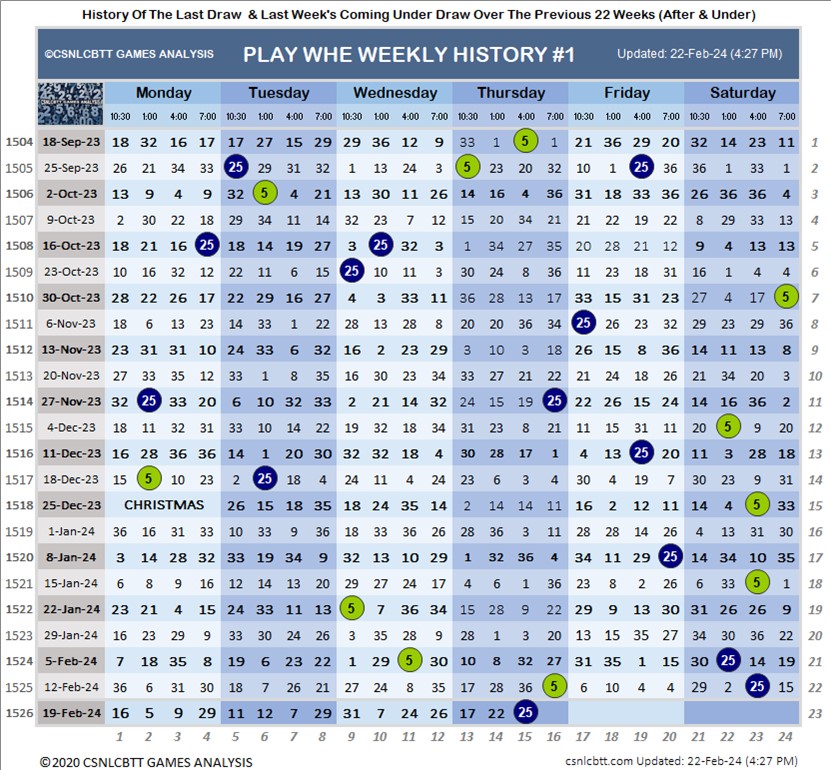 History Of The Last Draw & Last Week's Coming Under Draw Over The Previous 22 Weeks (After & Under)
©CSNLCBTT GAMES ANALYSIS PLAY WHE WEEKLY HISTORY #1 Updated: 22-Feb-24 (4:27 PM)
CSNLCBTT GAMES ANALYSIS Monday Tuesday Wednesday Thursday Friday Saturday
10:30 1:00 4:00 7:00 10:30 1:00 4:00 7:00 10:30 1:00 4:00 7:00 10:30 1:00 4:00 7:00 10:30 1:00 4:00 7:00 10:30 1:00 4:00 7:00
1504 18-Sep-23 18 32 16 17 17 27 15 29 29 36 12 9 33 1 5 1 21 36 29 20 32 14 23 11 1
1505 25-Sep-23 26 21 34 33 25 29 31 32 1 13 24 3 5 23 20 32 10 1 25 22 36 13 33 1 2
1506 2-Oct-23 13 9 4 9 32 5 4 21 13 30 11 26 14 16 4 36 31 18 33 36 26 36 36 4 3
1507 9-Oct-23 2 30 22 18 29 34 11 14 32 23 7 12 15 20 34 21 21 22 19 22 8 29 33 13 4
1508 16-Oct-23 18 21 16 25 18 14 19 27 3 25 32 3 1 34 27 35 20 28 21 12 9 4 13 13 5
1509 23-Oct-23 10 16 32 12 22 11 6 15 25 10 11 3 30 24 8 36 11 23 18 31 16 1 4 4 6
1510 30-Oct-23 28 22 26 17 22 29 16 27 4 3 33 11 36 28 13 17 33 15 31 23 27 4 17 5 7
1511 6-Nov-23 18 6 13 23 14 33 1 22 28 13 28 8 20 20 36 34 25 26 23 32 29 23 29 36 8
1512 13-Nov-23 23 31 31 10 24 33 6 32 16 2 23 29 3 10 3 18 26 15 8 36 14 11 13 8 9
1513 20-Nov-23 27 33 35 12 33 1 8 35 16 30 23 34 33 27 21 22 21 24 18 26 21 34 20 3 10
1514 27-Nov-23 32 25 33 20 6 10 32 33 2 21 14 32 24 15 19 25 22 26 15 24 14 16 36 2 11
1515 4-Dec-23 18 11 32 31 33 10 14 22 19 32 18 34 31 23 8 21 11 15 31 11 20 5 9 20 12
1516 11-Dec-23 16 28 36 36 14 1 20 30 32 32 18 4 30 28 17 1 4 13 25 20 11 3 28 18 13
1517 18-Dec-23 15 5 10 23 2 25 18 4 24 11 4 24 23 6 3 4 30 4 19 7 30 23 9 31 14
1518 25-Dec-23 CHRISTMAS 26 15 18 35 18 24 35 14 2 14 14 11 16 2 12 11 14 4 5 33 15
1519 1-Jan-24 36 16 31 33 10 33 9 6 18 33 36 26 28 36 3 11 28 28 14 26 4 13 31 30 16
1520 8-Jan-24 3 14 28 32 33 19 34 9 32 13 10 29 1 32 36 4 34 11 29 25 14 34 10 35 17
1521 15-Jan-24 6 8 9 16 12 14 13 20 29 27 24 17 4 6 1 36 23 8 2 26 6 33 5 1 18
1522 22-Jan-24 23 21 4 15 24 33 11 13 5 7 36 34 15 28 9 22 29 9 13 30 31 26 26 9 19
1523 29-Jan-24 16 23 29 9 33 30 24 26 3 35 28 9 28 1 3 20 13 15 35 27 34 30 36 22 20
1524 5-Feb-24 7 18 35 8 19 6 23 22 1 29 5 30 10 8 32 27 31 35 1 15 30 25 14 19 21
1525 12-Feb-24 36 6 31 30 18 7 26 21 27 24 8 35 17 28 36 5 6 10 4 4 29 2 25 15 22
1526 19-Feb-24 16 5 9 29 11 12 7 29 31 7 24 26 17 22 25 23
1 2 3 4 5 6 7 8 9 10 11 12 13 14 15 16 17 18 19 20 21 22 23 24
©2020 CSNLCBTT GAMES ANALYSIS csnlcbtt.com Updated: 22-Feb-24 (4:27 PM)